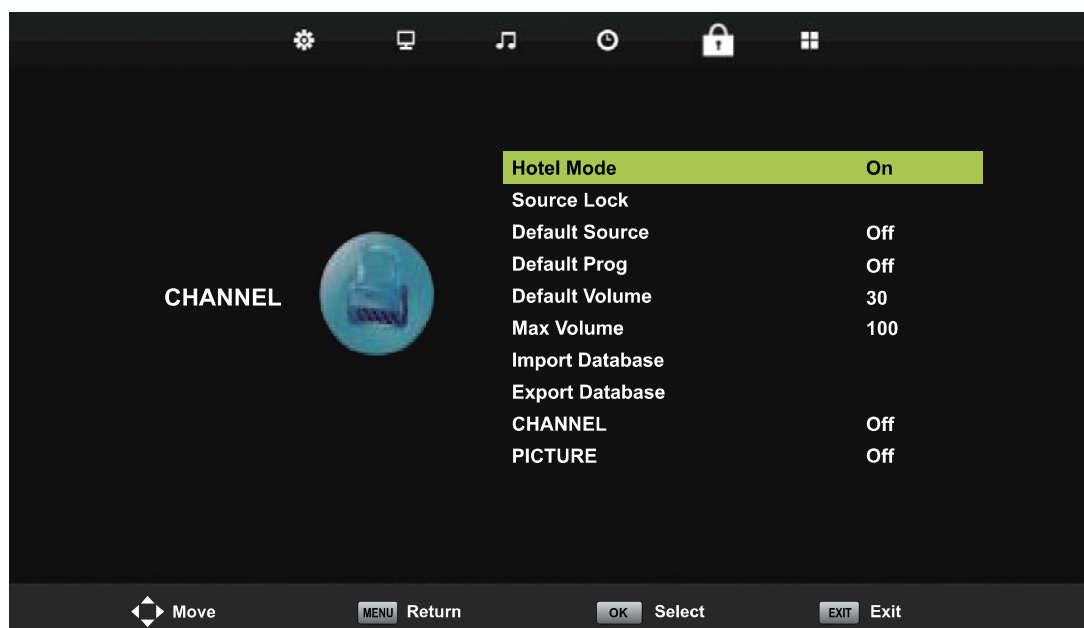 Hotel Mode On
Source Lock
Default Source Off
Default Prog Off
CHANNEL
Default Volume 30
Max Volume 100
Import Database
Export Database
CHANNEL Off
PICTURE Off
Move MENU Return OK Select EXIT Exit